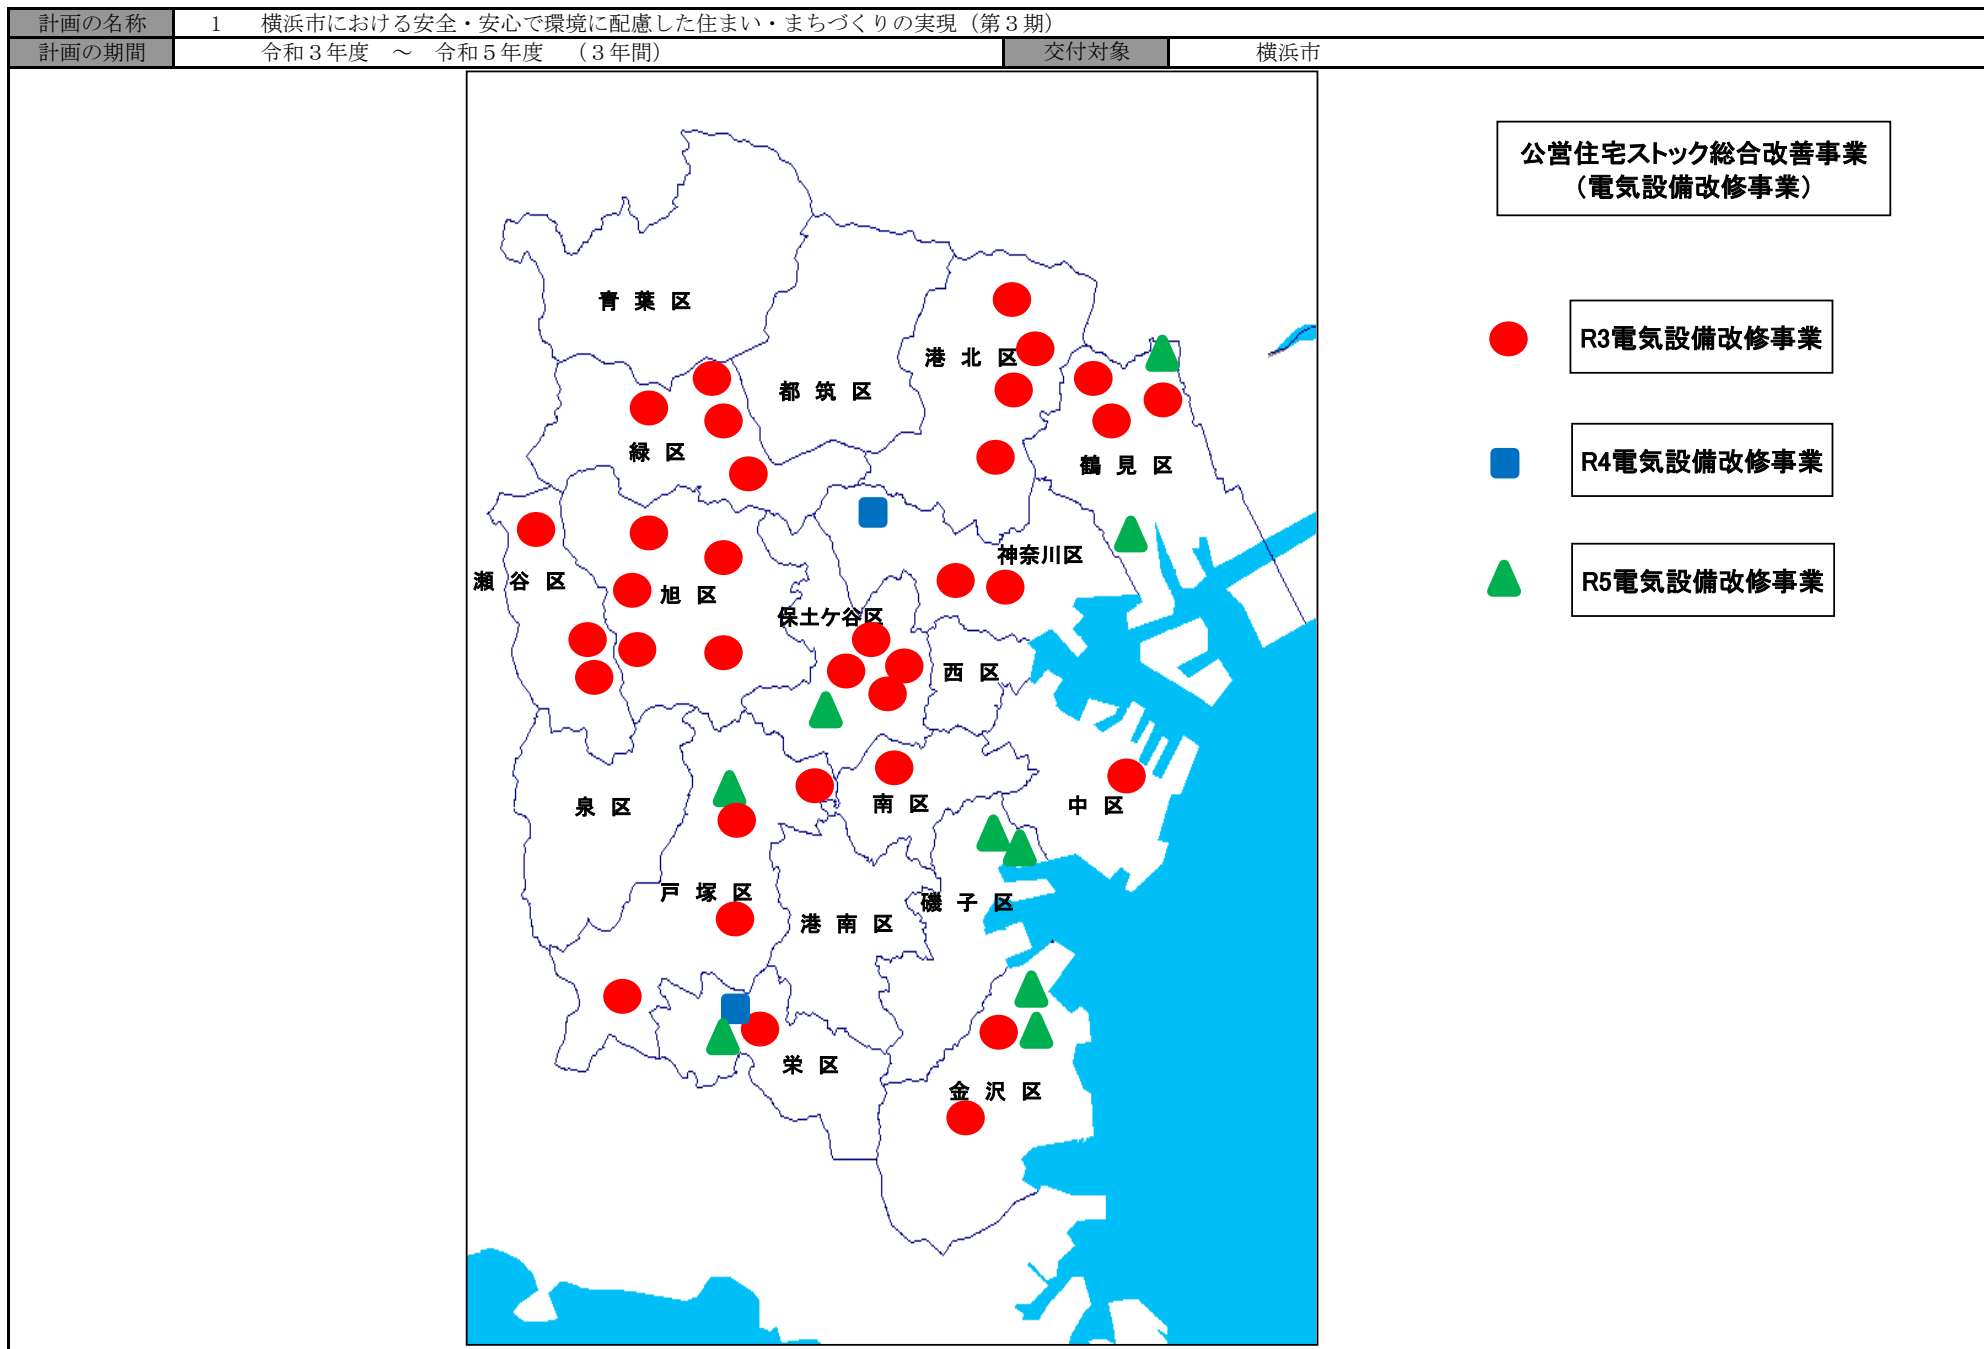 計画の名称 1 横浜市における安全・安心で環境に配慮した住まい・まちづくりの実現（第３期）
計画の期間 令和３年度 ～ 令和５年度 （３年間） 交付対象 横浜市
公営住宅ストック総合改善事業
（電気設備改修事業）
R3電気設備改修事業
R4電気設備改修事業
R5電気設備改修事業
青 葉 区
港 北 区
都 筑 区
緑 区
鶴 見 区
神奈川区
瀬 谷 区
旭 区
保土ケ谷区
西 区
泉 区
南 区
中 区
戸 塚 区
港 南 区
磯 子 区
栄 区
金 沢 区